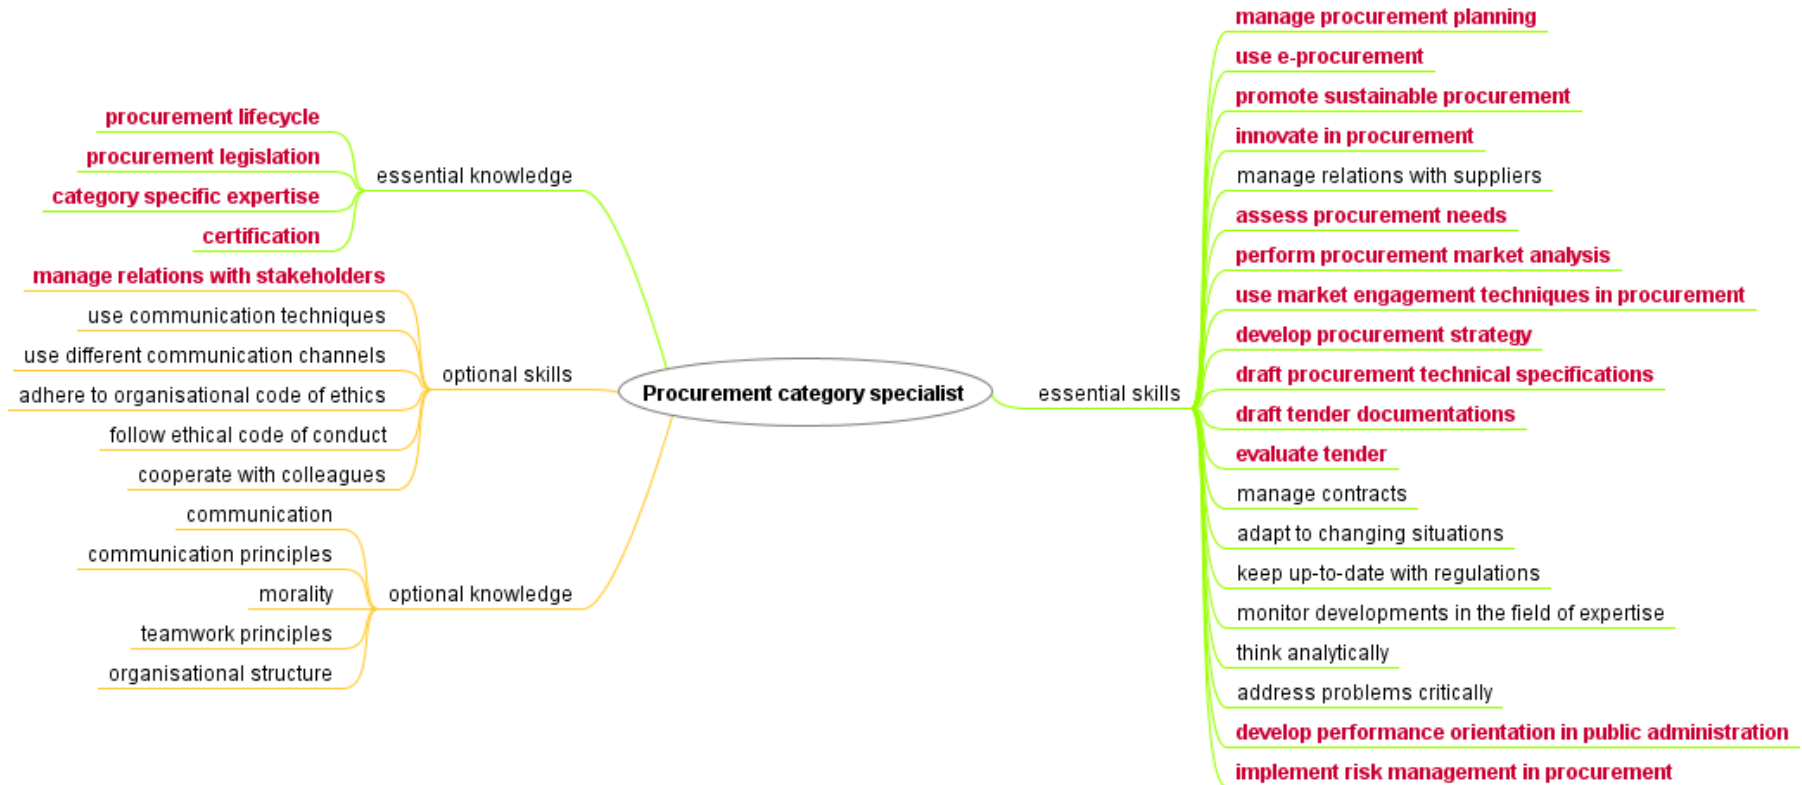 procurement lifecycle
procurement legislation
category specific expertise
certification
essential knowledge
manage relations with stakeholders
use communication techniques
use different communication channels
adhere to organisational code of ethics
follow ethical code of conduct
cooperate with colleagues
optional skills
communication
communication principles
morality
teamwork principles
organisational structure
optional knowledge
Procurement category specialist
essential skills
manage procurement planning
use e-procurement
promote sustainable procurement
innovate in procurement
manage relations with suppliers
assess procurement needs
perform procurement market analysis
use market engagement techniques in procurement
develop procurement strategy
draft procurement technical specifications
draft tender documentations
evaluate tender
manage contracts
adapt to changing situations
keep up-to-date with regulations
monitor developments in the field of expertise
think analytically
address problems critically
develop performance orientation in public administration
implement risk management in procurement